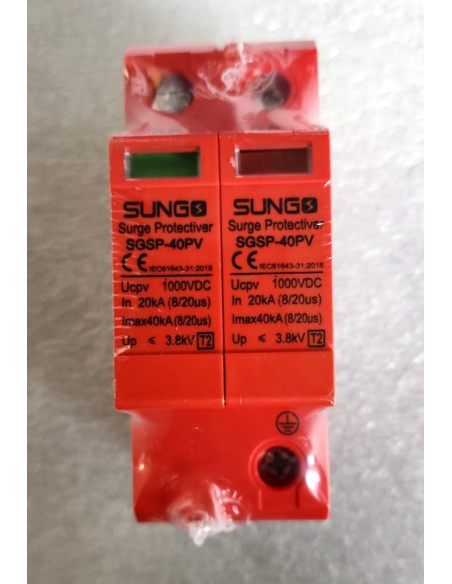 SUNGO
Surge Protectiver
SGSP-40PV
CE IEC61643-31:2018
Ucpv 1000VDC
In 20kA (8/20us)
Imax40kA (8/20us)
Up ≤ 3.8kV T2
SUNGO
Surge Protectiver
SGSP-40PV
CE IEC61643-31:2018
Ucpv 1000VDC
In 20kA (8/20us)
Imax40kA (8/20us)
Up ≤ 3.8kV T2